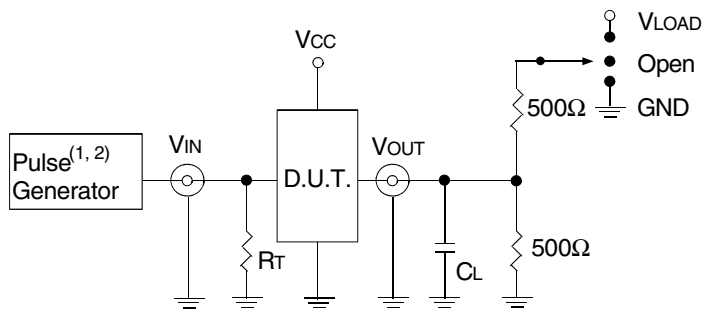 VLOAD
VCC
Open
500Ω
GND
VIN
VOUT
Pulse(1, 2)
Generator
D.U.T.
RT
CL
500Ω